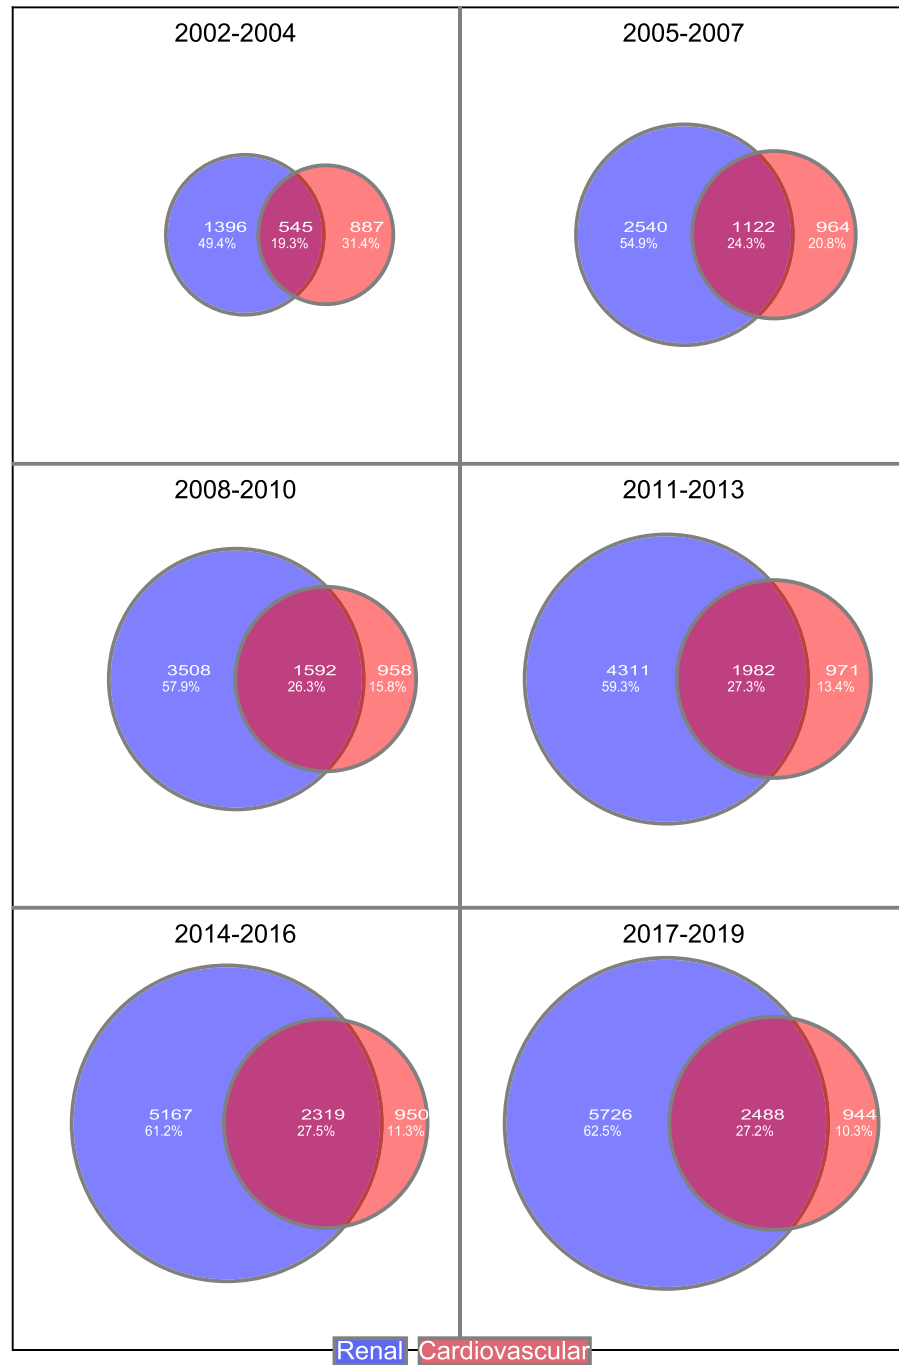 2002-2004
1396 545 887
49.4% 19.3% 31.4%
2005-2007
2540 1122 964
54.9% 24.3% 20.8%
2008-2010
3508 1592 958
57.9% 26.3% 15.8%
2011-2013
4311 1982 971
59.3% 27.3% 13.4%
2014-2016
5167 2319 950
61.2% 27.5% 11.3%
2017-2019
5726 2488 944
62.5% 27.2% 10.3%
Renal Cardiovascular